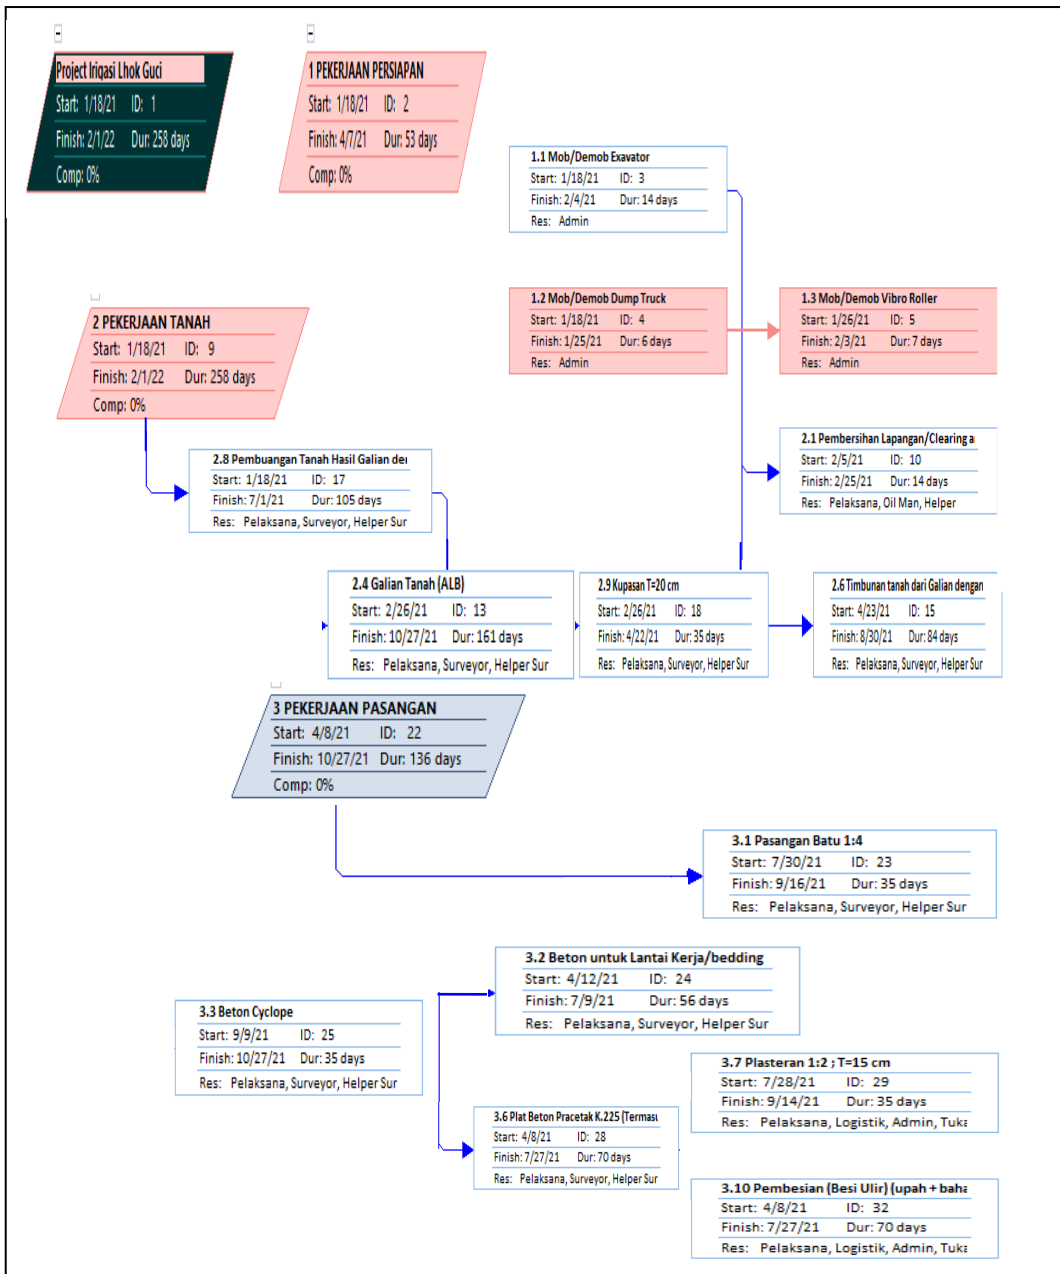 Project Irigasi Lhok Guci
Start: 1/18/21 ID: 1
Finish: 2/1/22 Dur: 258 days
Comp: 0%
1 PEKERJAAN PERSIAPAN
Start: 1/18/21 ID: 2
Finish: 4/7/21 Dur: 53 days
Comp: 0%
1.1 Mob/Demob Exavator
Start: 1/18/21 ID: 3
Finish: 2/4/21 Dur: 14 days
Res: Admin
1.2 Mob/Demob Dump Truck
Start: 1/18/21 ID: 4
Finish: 1/25/21 Dur: 6 days
Res: Admin
1.3 Mob/Demob Vibro Roller
Start: 1/26/21 ID: 5
Finish: 2/3/21 Dur: 7 days
Res: Admin
2 PEKERJAAN TANAH
Start: 1/18/21 ID: 9
Finish: 2/1/22 Dur: 258 days
Comp: 0%
2.1 Pembersihan Lapangan/Clearing a
Start: 2/5/21 ID: 10
Finish: 2/25/21 Dur: 14 days
Res: Pelaksana, Oil Man, Helper
2.8 Pembuangan Tanah Hasil Galian der
Start: 1/18/21 ID: 17
Finish: 7/1/21 Dur: 105 days
Res: Pelaksana, Surveyor, Helper Sur
2.4 Galian Tanah (ALB)
Start: 2/26/21 ID: 13
Finish: 10/27/21 Dur: 161 days
Res: Pelaksana, Surveyor, Helper Sur
2.9 Kupasan T=20 cm
Start: 2/26/21 ID: 18
Finish: 4/22/21 Dur: 35 days
Res: Pelaksana, Surveyor, Helper Sur
2.6 Timbunan tanah dari Galian dengan
Start: 4/23/21 ID: 15
Finish: 8/30/21 Dur: 84 days
Res: Pelaksana, Surveyor, Helper Sur
3 PEKERJAAN PASANGAN
Start: 4/8/21 ID: 22
Finish: 10/27/21 Dur: 136 days
Comp: 0%
3.1 Pasangan Batu 1:4
Start: 7/30/21 ID: 23
Finish: 9/16/21 Dur: 35 days
Res: Pelaksana, Surveyor, Helper Sur
3.2 Beton untuk Lantai Kerja/bedding
Start: 4/12/21 ID: 24
Finish: 7/9/21 Dur: 56 days
Res: Pelaksana, Surveyor, Helper Sur
3.3 Beton Cyclope
Start: 9/9/21 ID: 25
Finish: 10/27/21 Dur: 35 days
Res: Pelaksana, Surveyor, Helper Sur
3.7 Plasteran 1:2 ; T=15 cm
Start: 7/28/21 ID: 29
Finish: 9/14/21 Dur: 35 days
Res: Pelaksana, Logistik, Admin, Tuka
3.6 Plat Beton Pracetak K.225 (Termasu
Start: 4/8/21 ID: 28
Finish: 7/27/21 Dur: 70 days
Res: Pelaksana, Surveyor, Helper Sur
3.10 Pembesian (Besi Ulir) (upah + baha
Start: 4/8/21 ID: 32
Finish: 7/27/21 Dur: 70 days
Res: Pelaksana, Logistik, Admin, Tuka